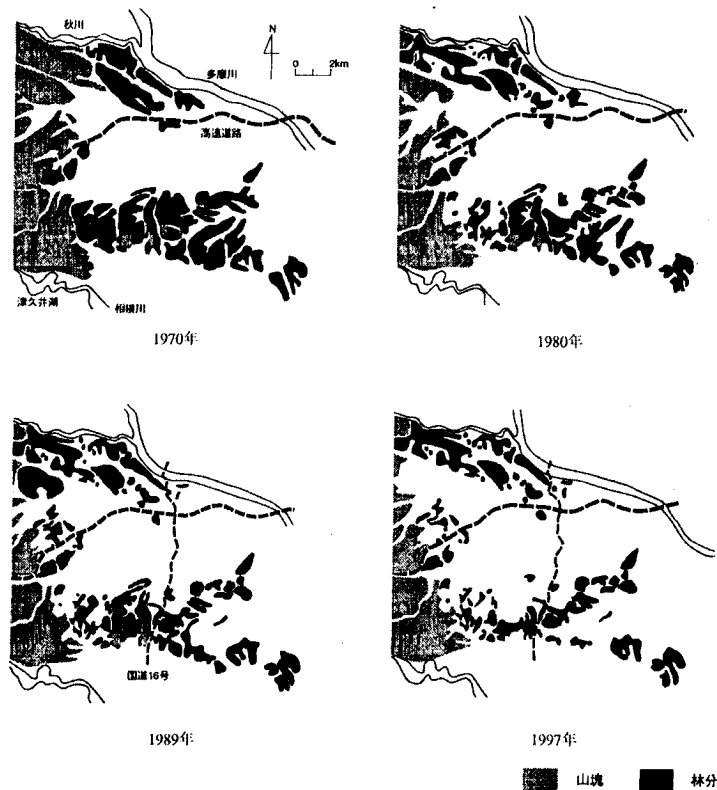 秋川
多摩川
N
0 2km
高速道路
津久井湖
相模川
1970年
1980年
国道16号
1989年
1997年
山塊
林分